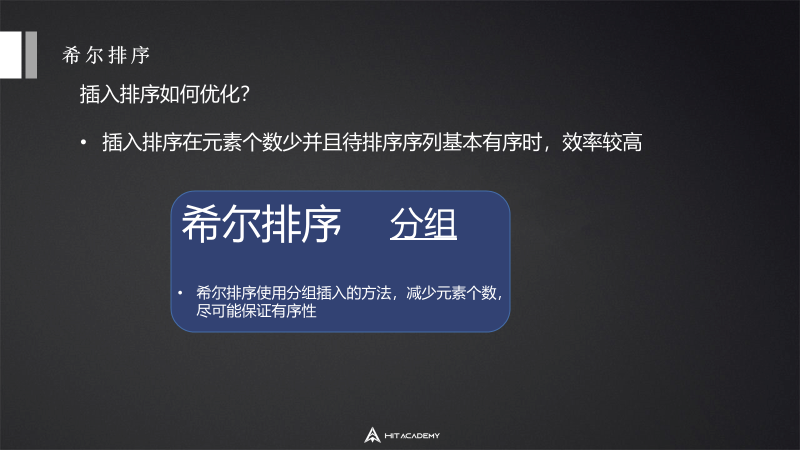 希尔排序
插入排序如何优化?
• 插入排序在元素个数少并且待排序序列基本有序时，效率较高
希尔排序 分组
• 希尔排序使用分组插入的方法，减少元素个数，
尽可能保证有序性
HIT ACADEMY